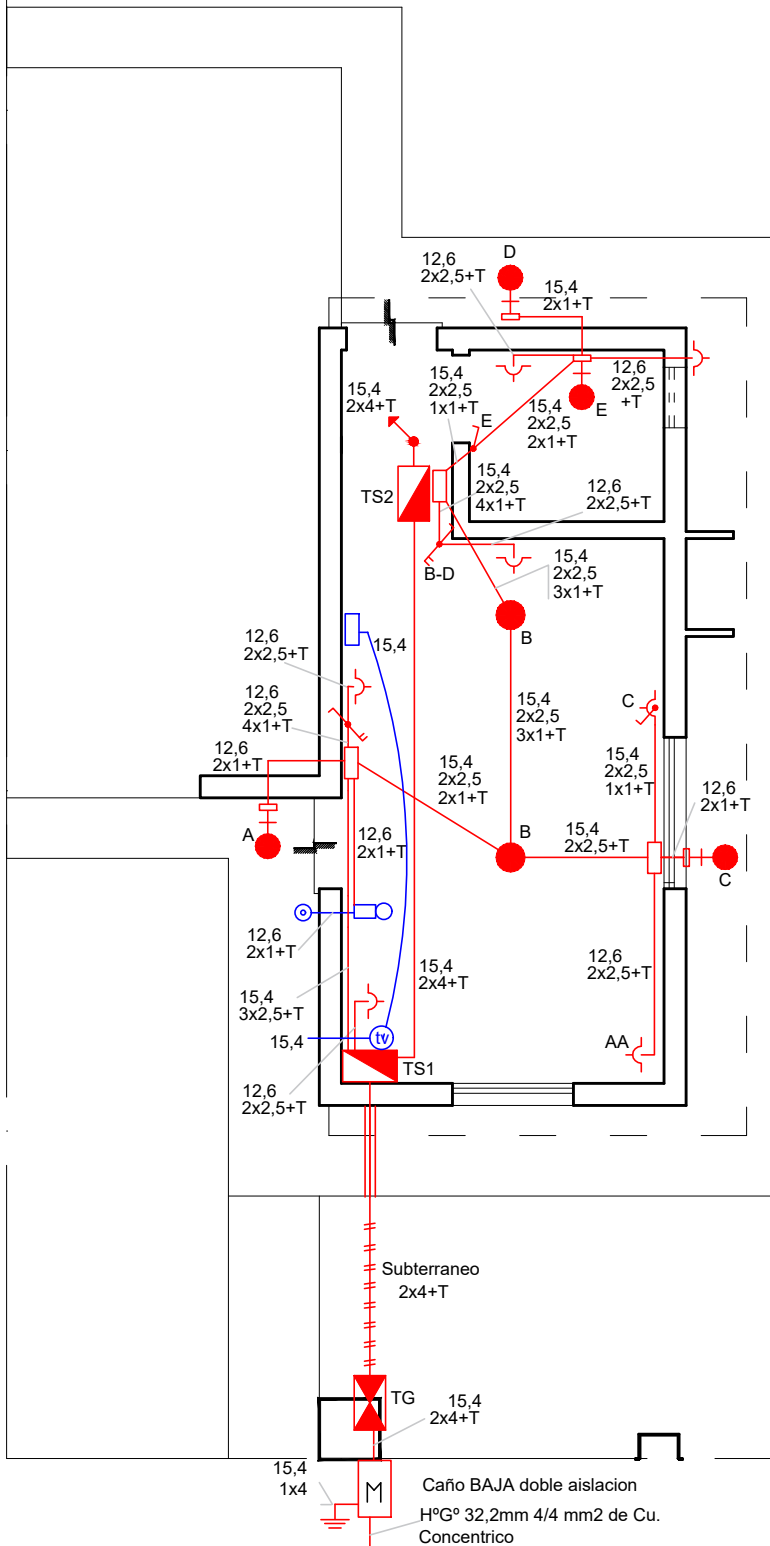 D
12,6
2x2,5+T
15,4
2x1+T
15,4
2x4+T
15,4
2x2,5
1x1+T
E
15,4
2x2,5
2x1+T
12,6
2x2,5
+T
E
TS2
15,4
2x2,5
4x1+T
12,6
2x2,5+T
B-D
15,4
2x2,5
3x1+T
B
12,6
2x2,5+T
15,4
12,6
2x2,5
4x1+T
15,4
2x2,5
3x1+T
C
12,6
2x1+T
15,4
2x2,5
2x1+T
15,4
2x2,5
1x1+T
12,6
2x1+T
A
12,6
2x1+T
B
15,4
2x2,5+T
C
12,6
2x1+T
15,4
3x2,5+T
15,4
2x4+T
12,6
2x2,5+T
15,4
tv
AA
TS1
12,6
2x2,5+T
Subterraneo
2x4+T
TG
15,4
2x4+T
15,4
1x4
M
Caño BAJA doble aislacion
HºGº 32,2mm 4/4 mm2 de Cu.
Concentrico